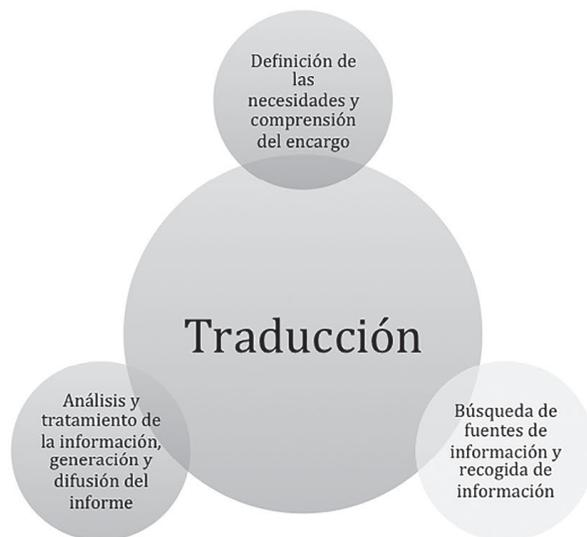 Definición de
las
necesidades y
comprensión
del encargo
Traducción
Análisis y
tratamiento de
la información,
generación y
difusión del
informe
Búsqueda de
fuentes de
información y
recogida de
información